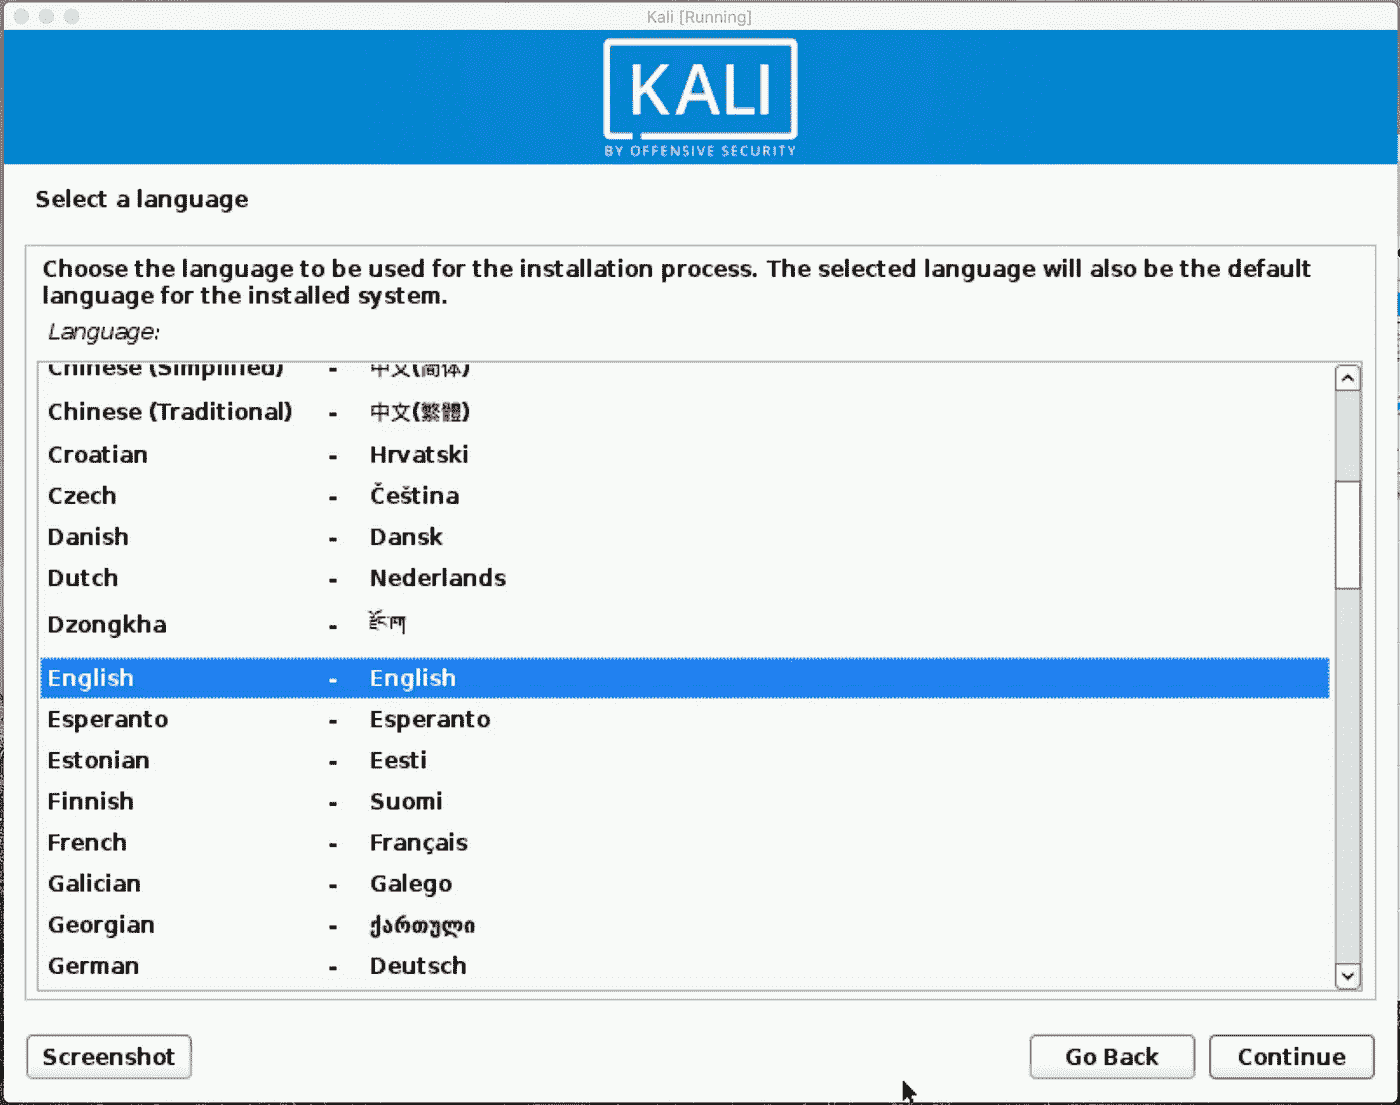 Kali [Running]
KALI
BY OFFENSIVE SECURITY
Select a language
Choose the language to be used for the installation process. The selected language will also be the default
language for the installed system.
Language:
Chinese (Simplified) - 中文(简体)
Chinese (Traditional) - 中文(繁體)
Croatian - Hrvatski
Czech - Čeština
Danish - Dansk
Dutch - Nederlands
Dzongkha - རྫོང་ཁ།
English - English
Esperanto - Esperanto
Estonian - Eesti
Finnish - Suomi
French - Français
Galician - Galego
Georgian - ქართული
German - Deutsch
Screenshot Go Back Continue